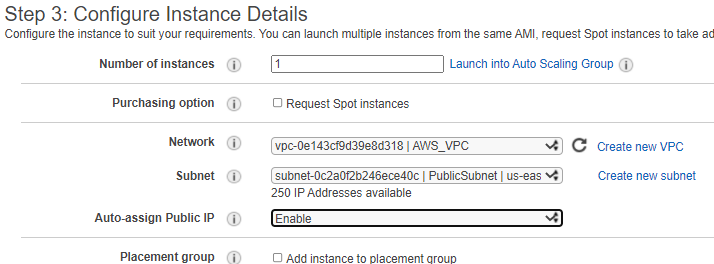 Step 3: Configure Instance Details
Configure the instance to suit your requirements. You can launch multiple instances from the same AMI, request Spot instances to take ad
Number of instances i 1 Launch into Auto Scaling Group i
Purchasing option i Request Spot instances
Network i vpc-0e143cf9d39e8d318 | AWS_VPC Create new VPC
Subnet i subnet-0c2a0f2b246ece40c | PublicSubnet | us-eas Create new subnet
250 IP Addresses available
Auto-assign Public IP i Enable
Placement group i Add instance to placement group